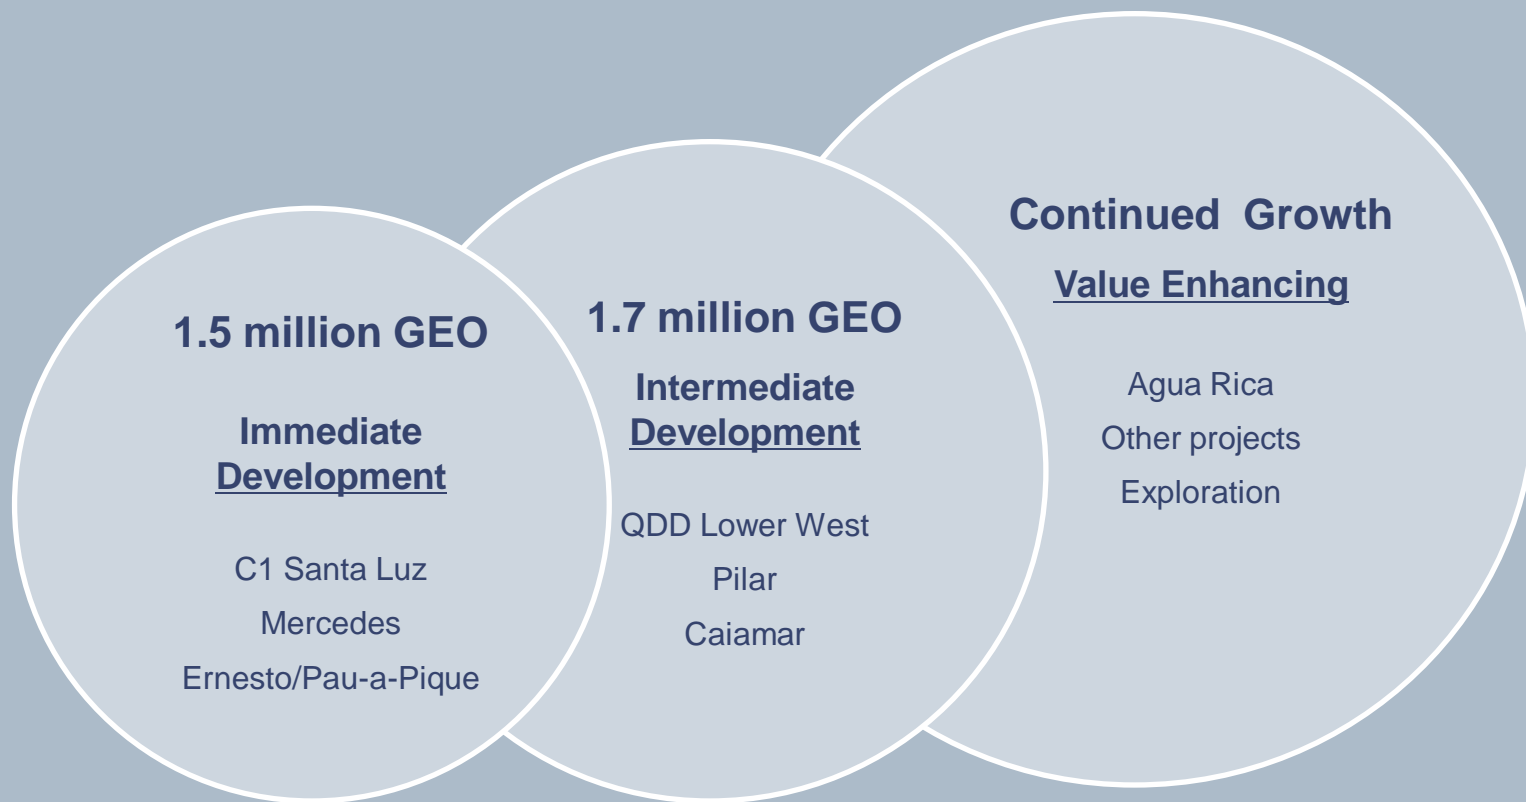 1.5 million GEO
Immediate
Development
C1 Santa Luz
Mercedes
Ernesto/Pau-a-Pique
1.7 million GEO
Intermediate
Development
QDD Lower West
Pilar
Caiamar
Continued Growth
Value Enhancing
Agua Rica
Other projects
Exploration